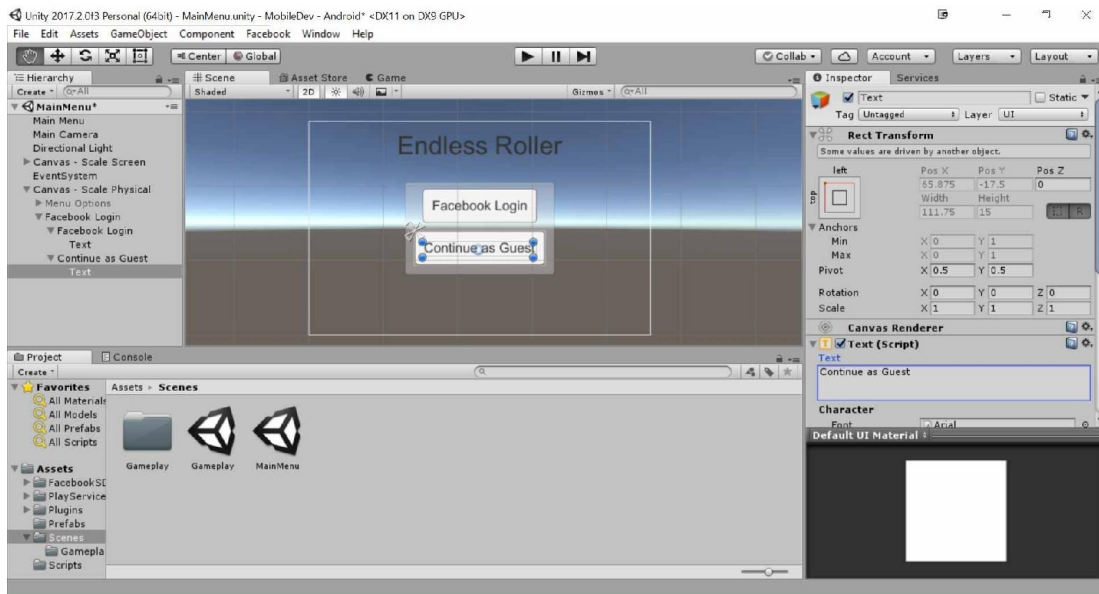 Unity 2017.2.0f3 Personal (64bit) - MainMenu.unity - MobileDev - Android* <DX11 on DX9 GPU>
File Edit Assets GameObject Component Facebook Window Help
Center Global
Collab Account Layers Layout
Hierarchy
Create All
MainMenu*
Main Menu
Main Camera
Directional Light
Canvas - Scale Screen
EventSystem
Canvas - Scale Physical
Menu Options
Facebook Login
Facebook Login
Text
Continue as Guest
Text
Scene Asset Store Game
Shaded 2D Gizmos All
Endless Roller
Facebook Login
Continue as Guest
Project Console
Create
Favorites
All Materials
All Models
All Prefabs
All Scripts
Assets
FacebookSD
PlayService
Plugins
Prefabs
Scenes
Gamepla
Scripts
Assets Scenes
Gameplay Gameplay MainMenu
Inspector Services
Text Static
Tag Untagged Layer UI
Rect Transform
Some values are driven by another object.
left Pos X Pos Y Pos Z
top 65.875 -17.5 0
Width Height
111.75 15 R
Anchors
Min X 0 Y 1
Max X 0 Y 1
Pivot X 0.5 Y 0.5
Rotation X 0 Y 0 Z 0
Scale X 1 Y 1 Z 1
Canvas Renderer
Text (Script)
Text
Continue as Guest
Character
Font Arial
Default UI Material